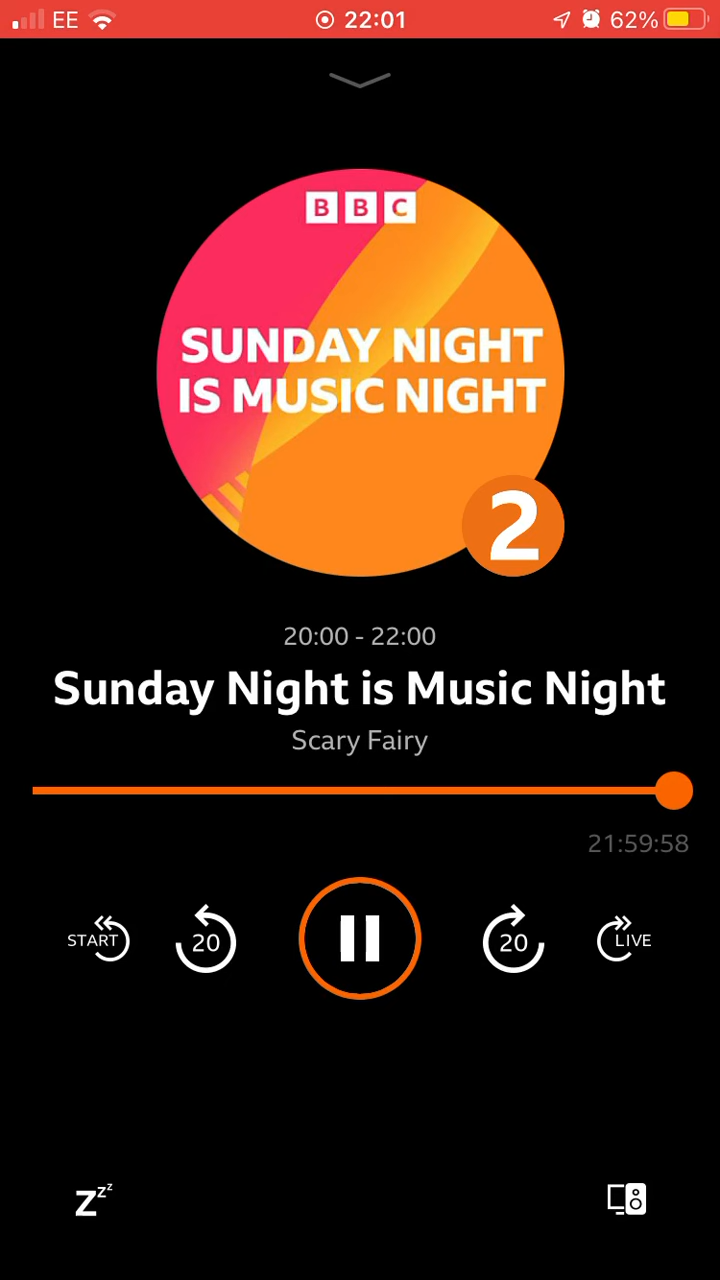 EE 22:01 62%
BBC
SUNDAY NIGHT
IS MUSIC NIGHT
2
20:00 - 22:00
Sunday Night is Music Night
Scary Fairy
21:59:58
START 20 20 LIVE
Zzz